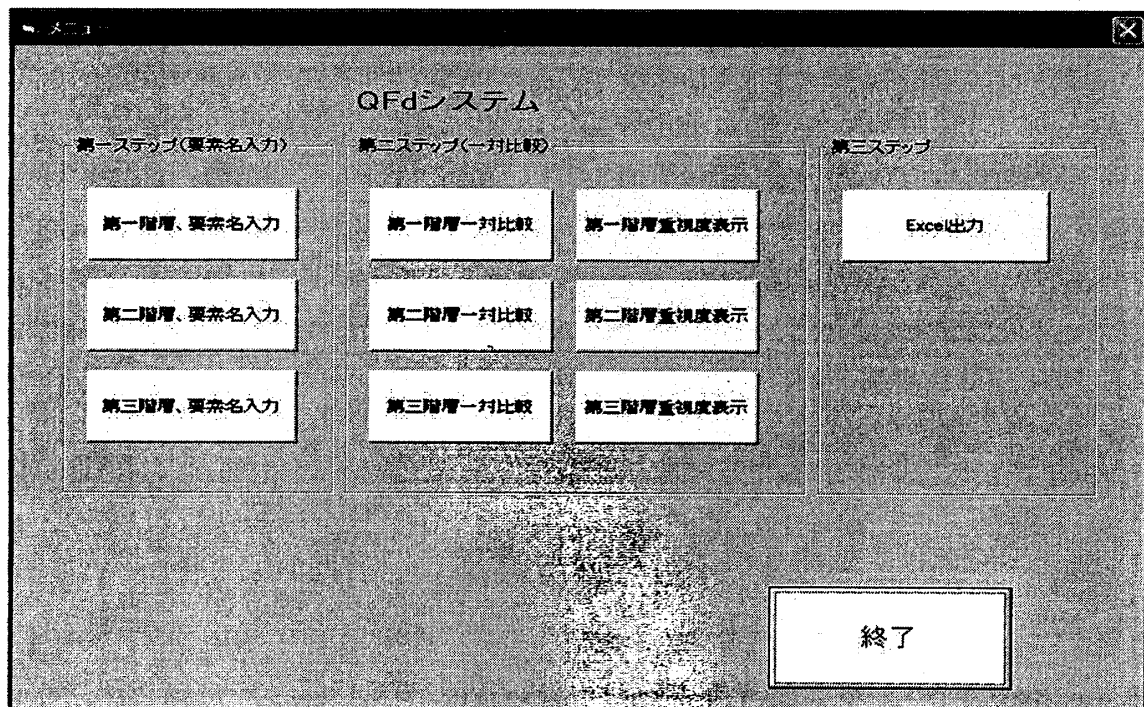 メニュー
QFdシステム
第一ステップ(要素名入力)
第一階層、要素名入力
第二階層、要素名入力
第三階層、要素名入力
第二ステップ(一対比較)
第一階層一対比較
第一階層重視度表示
第二階層一対比較
第二階層重視度表示
第三階層一対比較
第三階層重視度表示
第三ステップ
Excel出力
終了